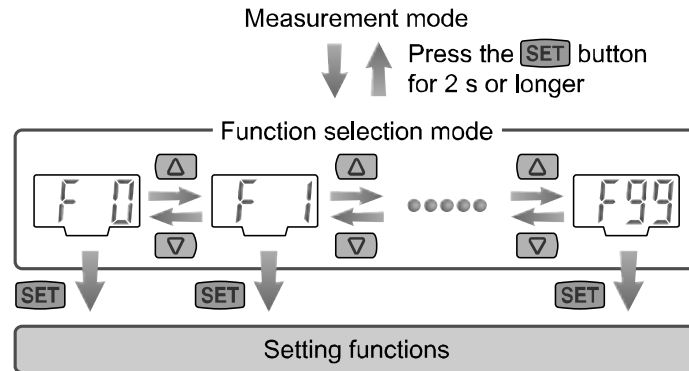 Measurement mode
Press the SET button
for 2 s or longer
Function selection mode
F 0 F 1 F99
SET SET SET
Setting functions